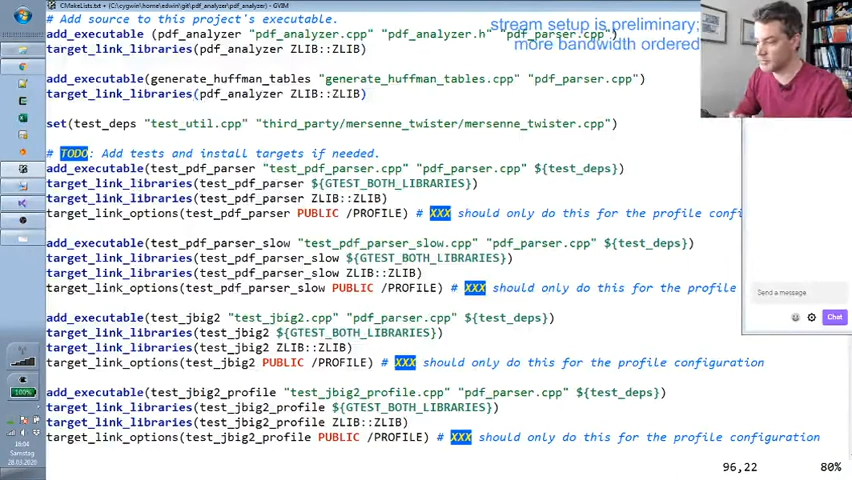 CMakeLists.txt + (C:\cygwin\home\edwin\git\pdf_analyzer\pdf_analyzer) - GVIM
# Add source to this project's executable.
stream setup is preliminary;
more bandwidth ordered
add_executable (pdf_analyzer "pdf_analyzer.cpp" "pdf_analyzer.h" "pdf_parser.cpp")
target_link_libraries(pdf_analyzer ZLIB::ZLIB)
add_executable(generate_huffman_tables "generate_huffman_tables.cpp" "pdf_parser.cpp")
target_link_libraries(pdf_analyzer ZLIB::ZLIB)
set(test_deps "test_util.cpp" "third_party/mersenne_twister/mersenne_twister.cpp")
# TODO: Add tests and install targets if needed.
add_executable(test_pdf_parser "test_pdf_parser.cpp" "pdf_parser.cpp" ${test_deps})
target_link_libraries(test_pdf_parser ${GTEST_BOTH_LIBRARIES})
target_link_libraries(test_pdf_parser ZLIB::ZLIB)
target_link_options(test_pdf_parser PUBLIC /PROFILE) # XXX should only do this for the profile confi
add_executable(test_pdf_parser_slow "test_pdf_parser_slow.cpp" "pdf_parser.cpp" ${test_deps})
target_link_libraries(test_pdf_parser_slow ${GTEST_BOTH_LIBRARIES})
target_link_libraries(test_pdf_parser_slow ZLIB::ZLIB)
target_link_options(test_pdf_parser_slow PUBLIC /PROFILE) # XXX should only do this for the profile
add_executable(test_jbig2 "test_jbig2.cpp" "pdf_parser.cpp" ${test_deps})
target_link_libraries(test_jbig2 ${GTEST_BOTH_LIBRARIES})
target_link_libraries(test_jbig2 ZLIB::ZLIB)
target_link_options(test_jbig2 PUBLIC /PROFILE) # XXX should only do this for the profile configuration
add_executable(test_jbig2_profile "test_jbig2_profile.cpp" "pdf_parser.cpp" ${test_deps})
target_link_libraries(test_jbig2_profile ${GTEST_BOTH_LIBRARIES})
target_link_libraries(test_jbig2_profile ZLIB::ZLIB)
target_link_options(test_jbig2_profile PUBLIC /PROFILE) # XXX should only do this for the profile configuration
96,22 80%
Send a message
Chat
100%
16:04
Samstag
28.03.2020